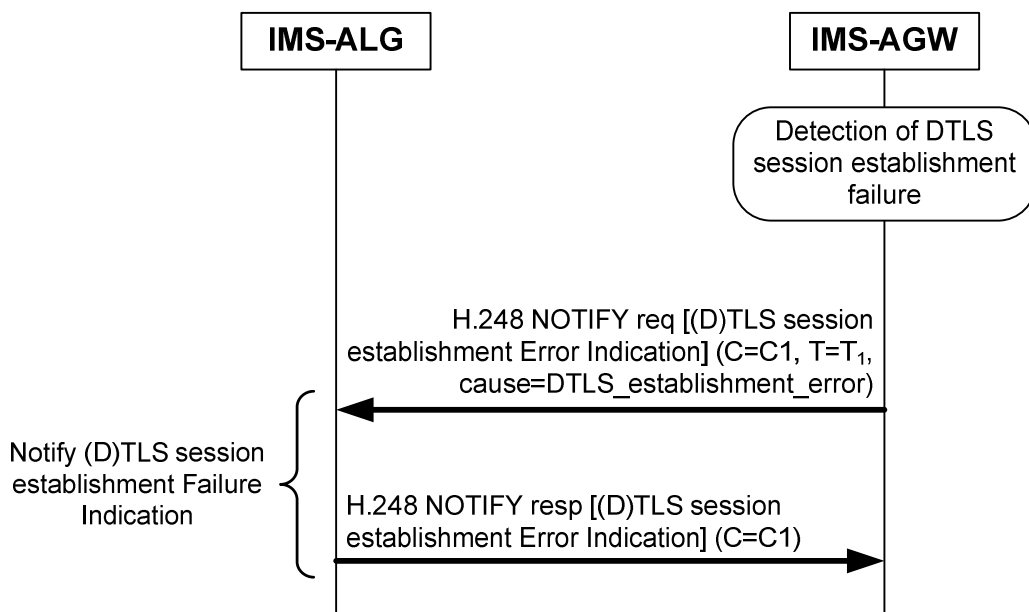 IMS-ALG
IMS-AGW
Detection of DTLS
session establishment
failure
H.248 NOTIFY req [(D)TLS session
establishment Error Indication] (C=C1, T=T₁,
cause=DTLS_establishment_error)
Notify (D)TLS session
establishment Failure
Indication
H.248 NOTIFY resp [(D)TLS session
establishment Error Indication] (C=C1)